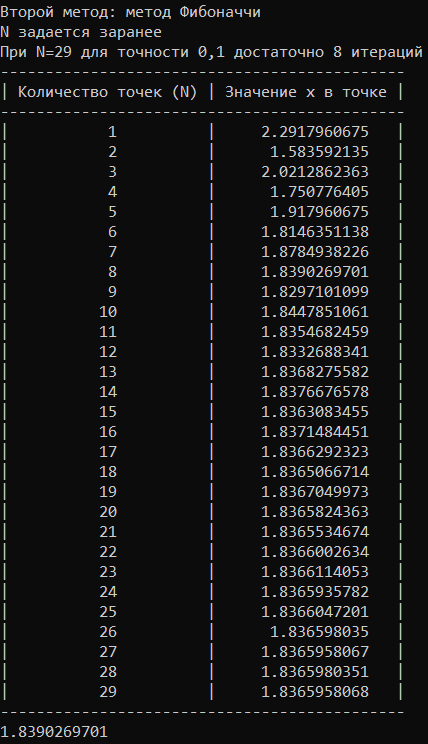 Второй метод: метод Фибоначчи
N задается заранее
При N=29 для точности 0,1 достаточно 8 итераций
---------------------------------------------
| Количество точек (N) | Значение x в точке |
---------------------------------------------
| 1 | 2.2917960675 |
| 2 | 1.583592135 |
| 3 | 2.0212862363 |
| 4 | 1.750776405 |
| 5 | 1.917960675 |
| 6 | 1.8146351138 |
| 7 | 1.8784938226 |
| 8 | 1.8390269701 |
| 9 | 1.8297101099 |
| 10 | 1.8447851061 |
| 11 | 1.8354682459 |
| 12 | 1.8332688341 |
| 13 | 1.8368275582 |
| 14 | 1.8376676578 |
| 15 | 1.8363083455 |
| 16 | 1.8371484451 |
| 17 | 1.8366292323 |
| 18 | 1.8365066714 |
| 19 | 1.8367049973 |
| 20 | 1.8365824363 |
| 21 | 1.8365534674 |
| 22 | 1.8366002634 |
| 23 | 1.8366114053 |
| 24 | 1.8365935782 |
| 25 | 1.8366047201 |
| 26 | 1.836598035 |
| 27 | 1.8365958067 |
| 28 | 1.8365980351 |
| 29 | 1.8365958068 |
---------------------------------------------
1.8390269701